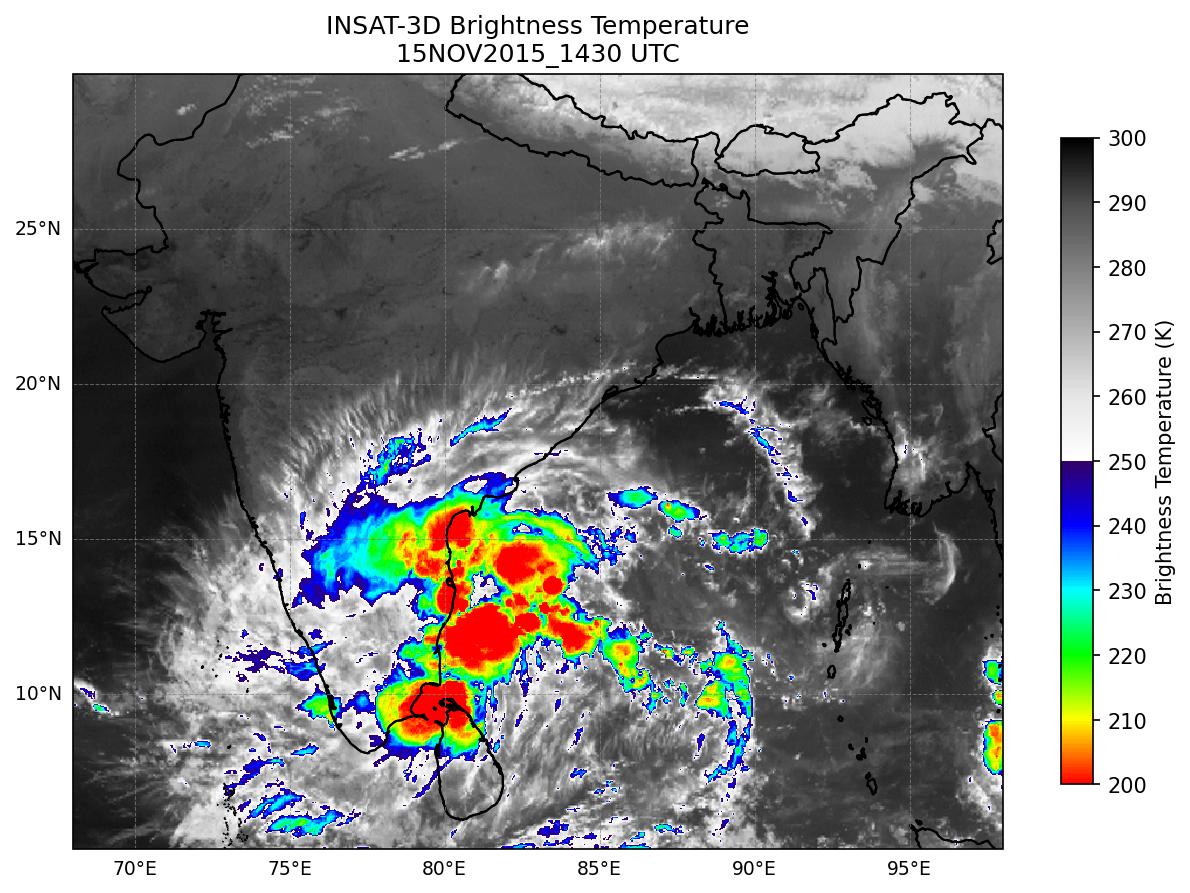 INSAT-3D Brightness Temperature
15NOV2015_1430 UTC
25°N
20°N
15°N
10°N
70°E
75°E
80°E
85°E
90°E
95°E
300
290
280
270
260
250
240
230
220
210
200
Brightness Temperature (K)